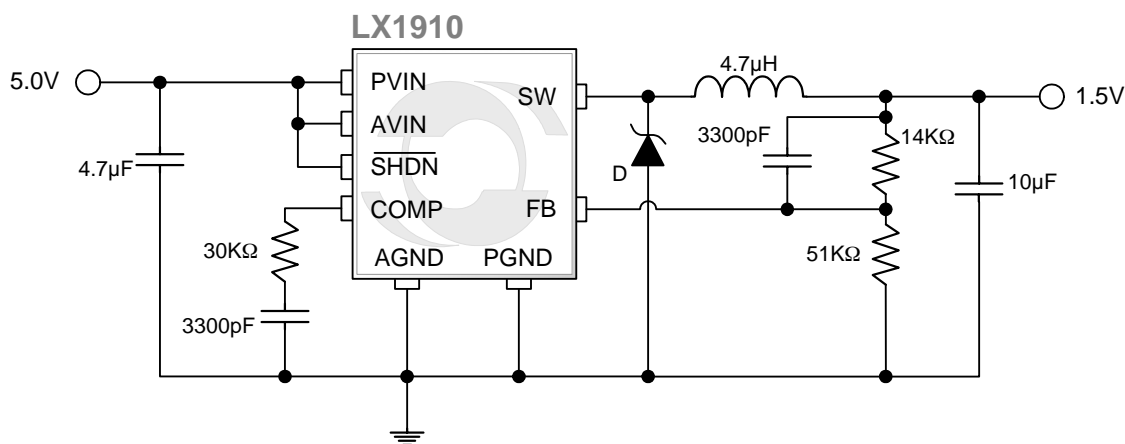 LX1910
5.0V
PVIN
AVIN
SHDN
COMP
SW
FB
AGND
PGND
4.7µF
30KΩ
3300pF
4.7µH
1.5V
3300pF
14KΩ
D
10µF
51KΩ